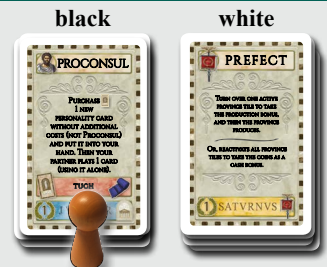 black
white
PROCONSUL
PURCHASE
1 NEW
PERSONALITY CARD
WITHOUT ADDITIONAL
COSTS (NOT PROCONSUL)
AND PUT IT INTO YOUR
HAND. THEN YOUR
PARTNER PLAYS 1 CARD
(USING IT ALONE).
TUCH
1
PREFECT
TURN OVER ONE ACTIVE
PROVINCE TILE TO TAKE
THE PRODUCTION BONUS,
AND THEN THE PROVINCE
PRODUCES.
OR, REACTIVATE ALL PROVINCE
TILES TO TAKE THE COINS AS A
CASH BONUS.
1 SATVRNVS